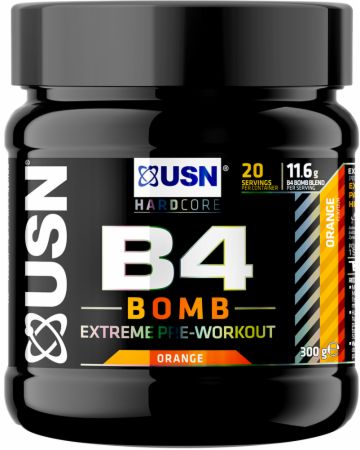 USN®
USN®
HARDCORE
20
SERVINGS
PER CONTAINER
11.6g
B4 BOMB BLEND
PER SERVING
B4
BOMB
EXTREME PRE-WORKOUT
ORANGE
ORANGE
FLAVOUR
300g e